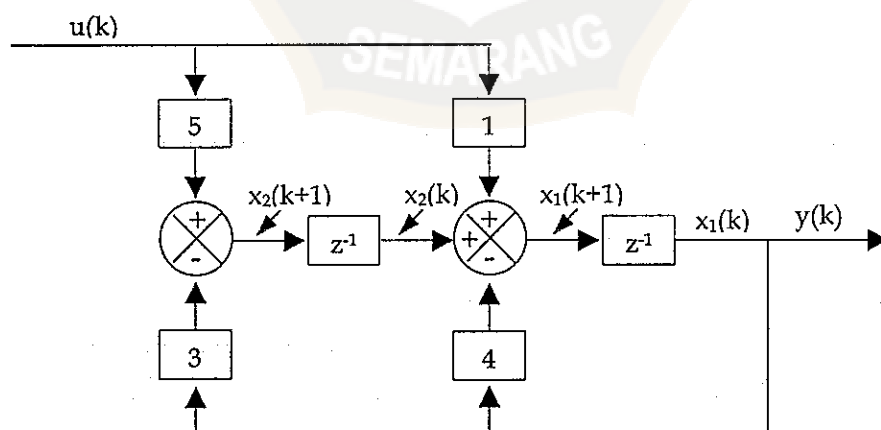 u(k)
SEMARANG
5
1
x₂(k+1)
x₂(k)
x₁(k+1)
+
-
z⁻¹
+
+
-
z⁻¹
x₁(k)
y(k)
3
4